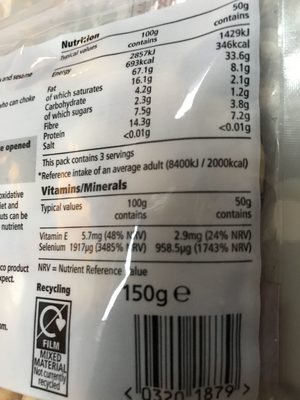 Nutrition
Typical values 100g contains 50g contains
Energy 2857kJ 1429kJ
693kcal 346kcal
Fat 67.1g 33.6g
of which saturates 16.1g 8.1g
Carbohydrate 4.2g 2.1g
of which sugars 2.3g 1.2g
Fibre 7.5g 3.8g
Protein 14.3g 7.2g
Salt <0.01g <0.01g
This pack contains 3 servings
*Reference intake of an average adult (8400kJ / 2000kcal)
Vitamins/Minerals
Typical values 100g contains 50g contains
Vitamin E 5.7mg (48% NRV) 2.9mg (24% NRV)
Selenium 1917µg (3485% NRV) 958.5µg (1743% NRV)
NRV = Nutrient Reference Value
Recycling
150g e
FILM
MIXED
MATERIAL
Not currently
recycled
0320 1879 >
and sesame
who can choke
e opened
oxidative
iet and
uts can be
nutrient
co product
xpect.
om.